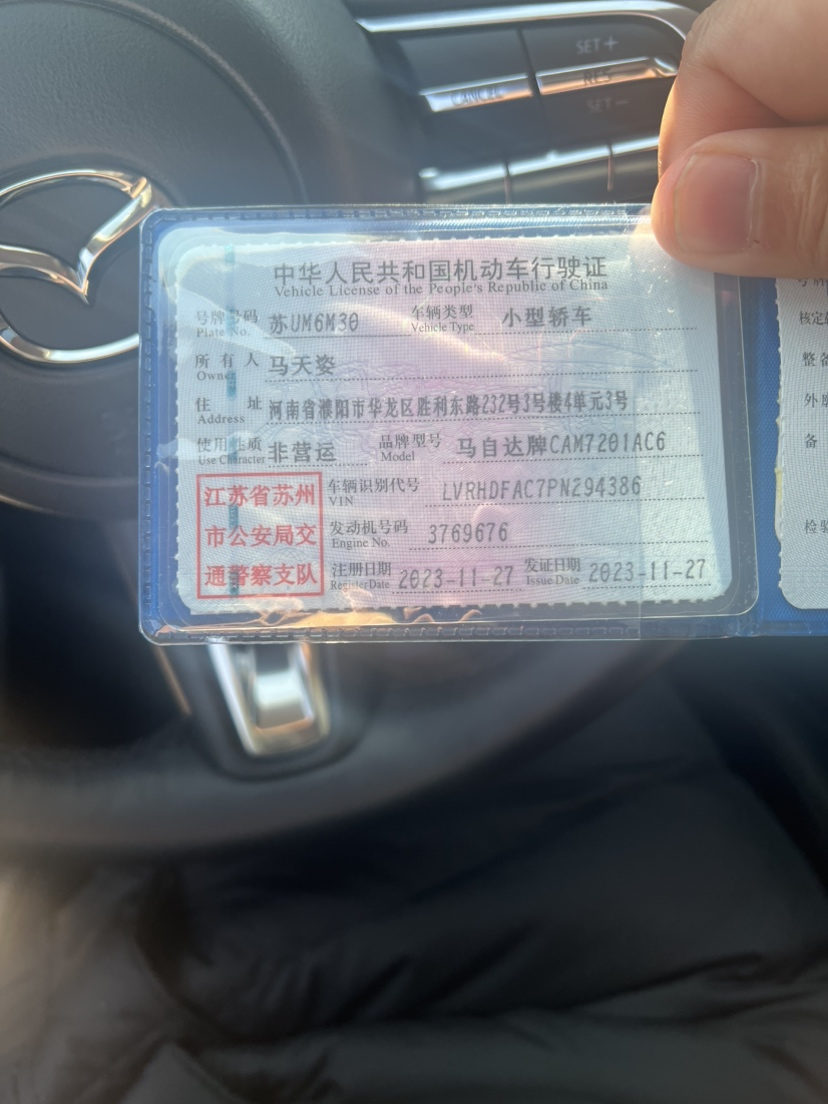 SET+
CANCEL
RES
SET-
中华人民共和国机动车行驶证
Vehicle License of the People's Republic of China
号牌号码 苏UM6M30 车辆类型 小型轿车
Plate No. Vehicle Type
所有人 马天姿
Owner
住址 河南省濮阳市华龙区胜利东路232号3号楼4单元3号
Address
使用性质 非营运 品牌型号 马自达牌CAM7201AC6
Use Character Model
江苏省苏州
市公安局交
通警察支队
车辆识别代号 LVRHDFAC7PN294386
VIN
发动机号码 3769676
Engine No.
注册日期 2023-11-27 发证日期 2023-11-27
Register Date Issue Date
核定
整备
外廓
备
检验